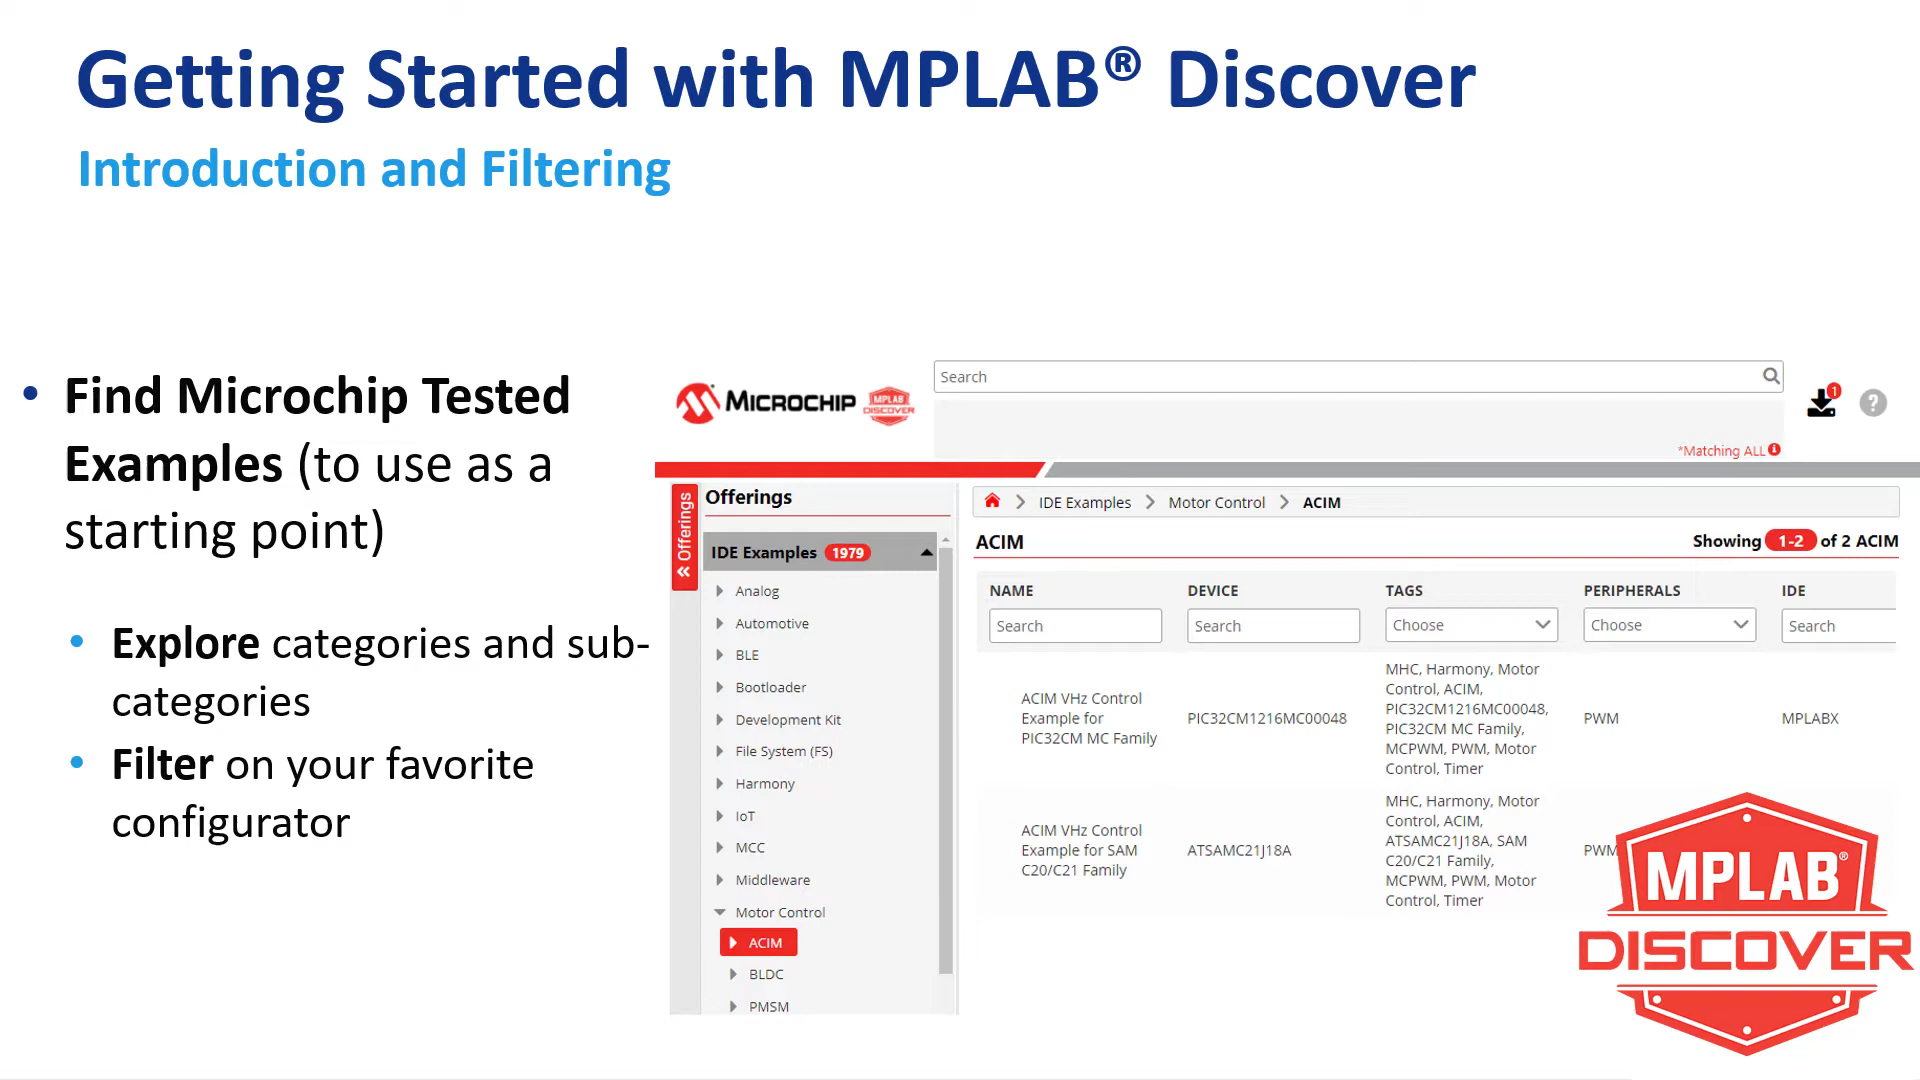 Getting Started with MPLAB® Discover
Introduction and Filtering
• Find Microchip Tested
Examples (to use as a
starting point)
• Explore categories and sub-
categories
• Filter on your favorite
configurator
MICROCHIP
MPLAB
DISCOVER
Search
1
?
*Matching ALL
Offerings
Offerings
IDE Examples 1979
Analog
Automotive
BLE
Bootloader
Development Kit
File System (FS)
Harmony
IoT
MCC
Middleware
Motor Control
ACIM
BLDC
PMSM
IDE Examples > Motor Control > ACIM
ACIM
Showing 1-2 of 2 ACIM
NAME DEVICE TAGS PERIPHERALS IDE
Search Search Choose Choose Search
ACIM VHz Control
Example for
PIC32CM MC Family
PIC32CM1216MC00048
MHC, Harmony, Motor
Control, ACIM,
PIC32CM1216MC00048,
PIC32CM MC Family,
MCPWM, PWM, Motor
Control, Timer
PWM
MPLABX
ACIM VHz Control
Example for SAM
C20/C21 Family
ATSAMC21J18A
MHC, Harmony, Motor
Control, ACIM,
ATSAMC21J18A, SAM
C20/C21 Family,
MCPWM, PWM, Motor
Control, Timer
PWM
MPLAB®
DISCOVER